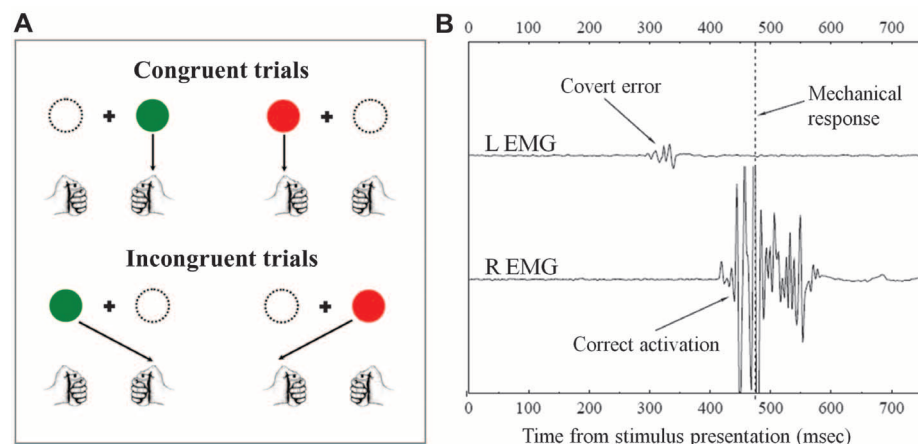 A
Congruent trials
Incongruent trials
B
0 100 200 300 400 500 600 700
Covert error
Mechanical
response
L EMG
R EMG
Correct activation
0 100 200 300 400 500 600 700
Time from stimulus presentation (msec)